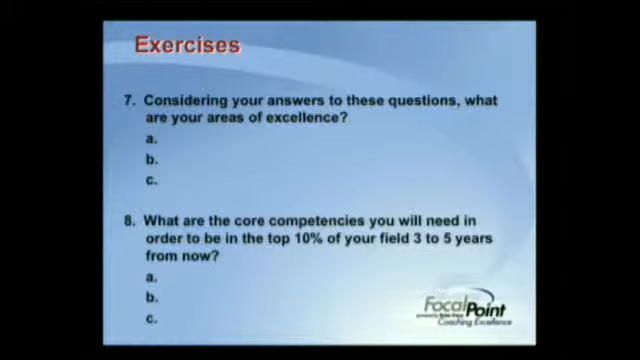 Exercises
7. Considering your answers to these questions, what
are your areas of excellence?
a.
b.
c.
8. What are the core competencies you will need in
order to be in the top 10% of your field 3 to 5 years
from now?
a.
b.
c.
FocalPoint
Coaching Excellence